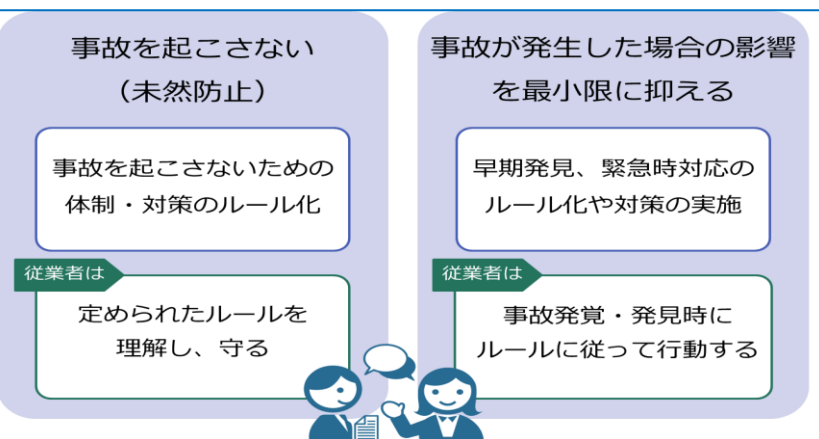 事故を起こさない
（未然防止）
事故を起こさないための
体制・対策のルール化
従業者は
定められたルールを
理解し、守る
事故が発生した場合の影響
を最小限に抑える
早期発見、緊急時対応の
ルール化や対策の実施
従業者は
事故発覚・発見時に
ルールに従って行動する